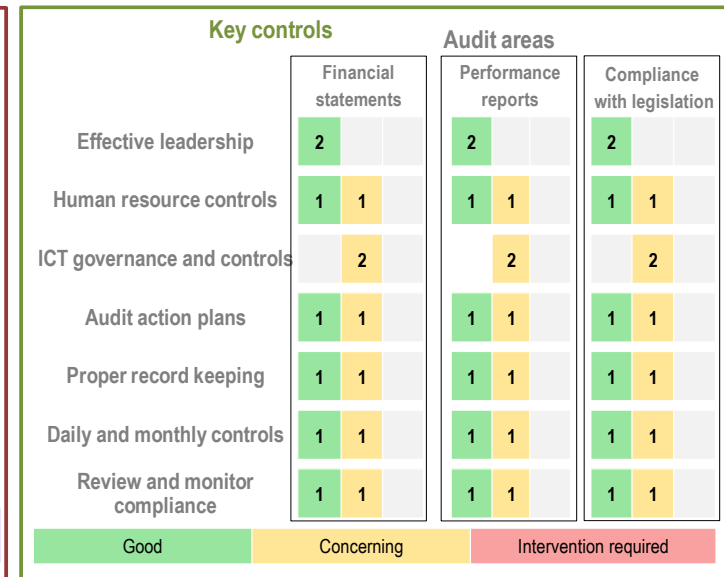 Key controls
Audit areas
Financial
statements
Performance
reports
Compliance
with legislation
Effective leadership 2 2 2
Human resource controls 1 1 1 1 1 1
ICT governance and controls 2 2 2
Audit action plans 1 1 1 1 1 1
Proper record keeping 1 1 1 1 1 1
Daily and monthly controls 1 1 1 1 1 1
Review and monitor
compliance 1 1 1 1 1 1
Good Concerning Intervention required